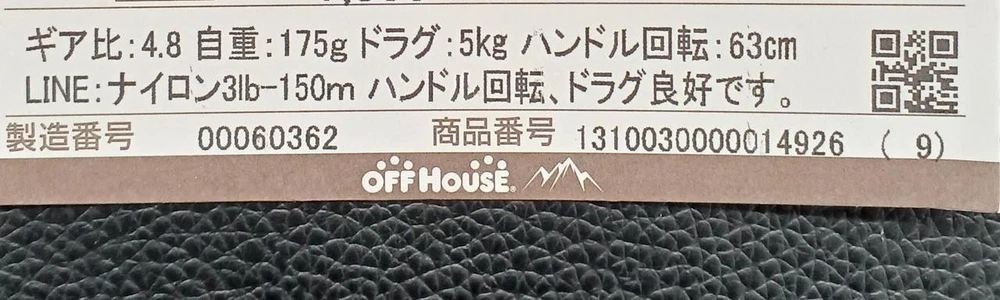 ギア比:4.8 自重:175g ドラグ:5kg ハンドル回転:63cm
LINE:ナイロン3lb-150m ハンドル回転、ドラグ良好です。
製造番号 00060362 商品番号 1310030000014926 ( 9)
OFF HOUSE